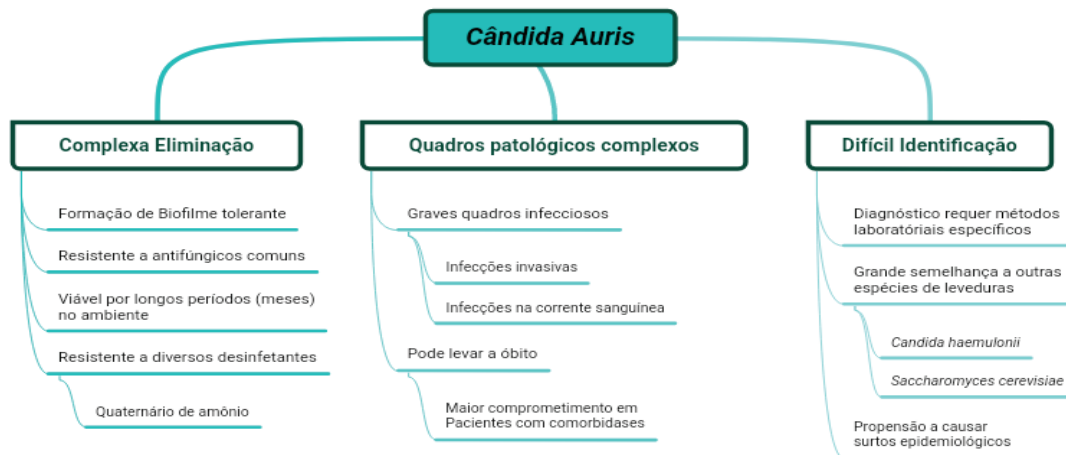 Cândida Auris
Complexa Eliminação
Formação de Biofilme tolerante
Resistente a antifúngicos comuns
Viável por longos períodos (meses)
no ambiente
Resistente a diversos desinfetantes
Quaternário de amônio
Quadros patológicos complexos
Graves quadros infecciosos
Infecções invasivas
Infecções na corrente sanguínea
Pode levar a óbito
Maior comprometimento em
Pacientes com comorbidases
Difícil Identificação
Diagnóstico requer métodos
laboratóriais específicos
Grande semelhança a outras
espécies de leveduras
Candida haemulonii
Saccharomyces cerevisiae
Propensão a causar
surtos epidemiológicos